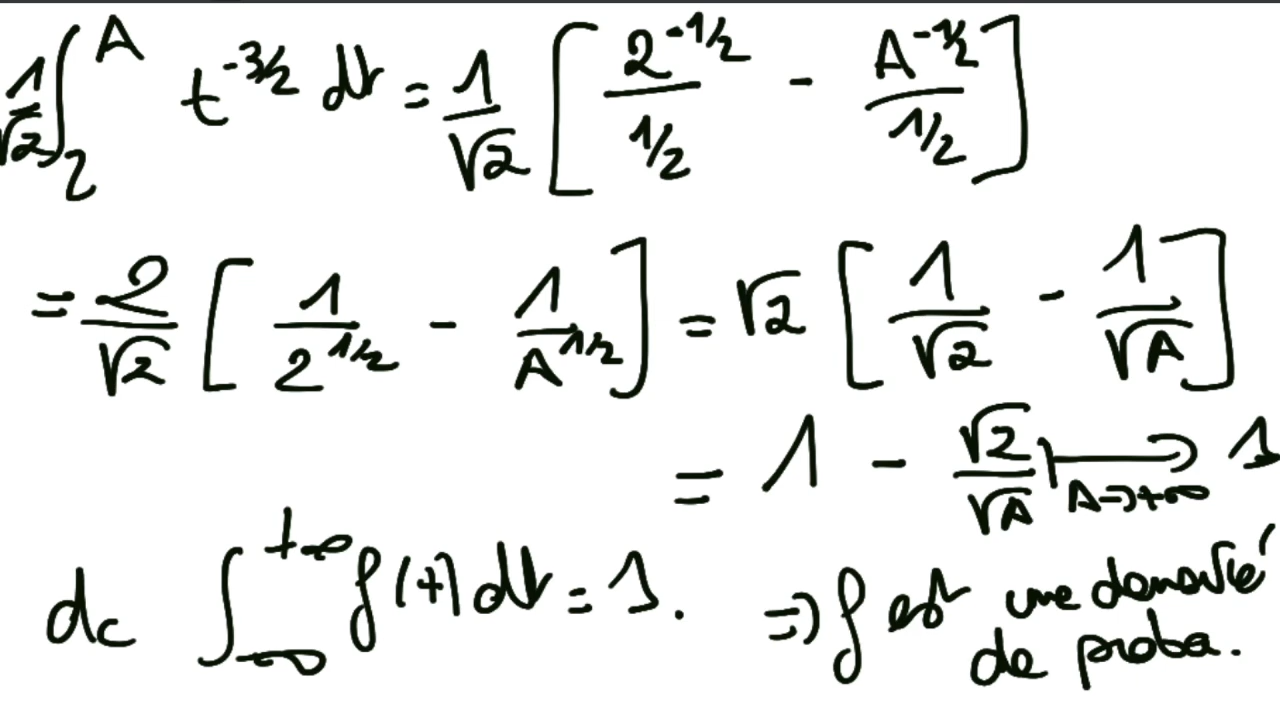 1/√2 ∫₂^A t^(-3/2) dt = 1/√2 [ 2^(-1/2)/(1/2) - A^(-1/2)/(1/2) ]
= 2/√2 [ 1/2^(1/2) - 1/A^(1/2) ] = √2 [ 1/√2 - 1/√A ]
= 1 - √2/√A ↦ 1 A→+∞
dc ∫_-∞^+∞ f(t) dt = 1. ⇒ f est une densité
de proba.